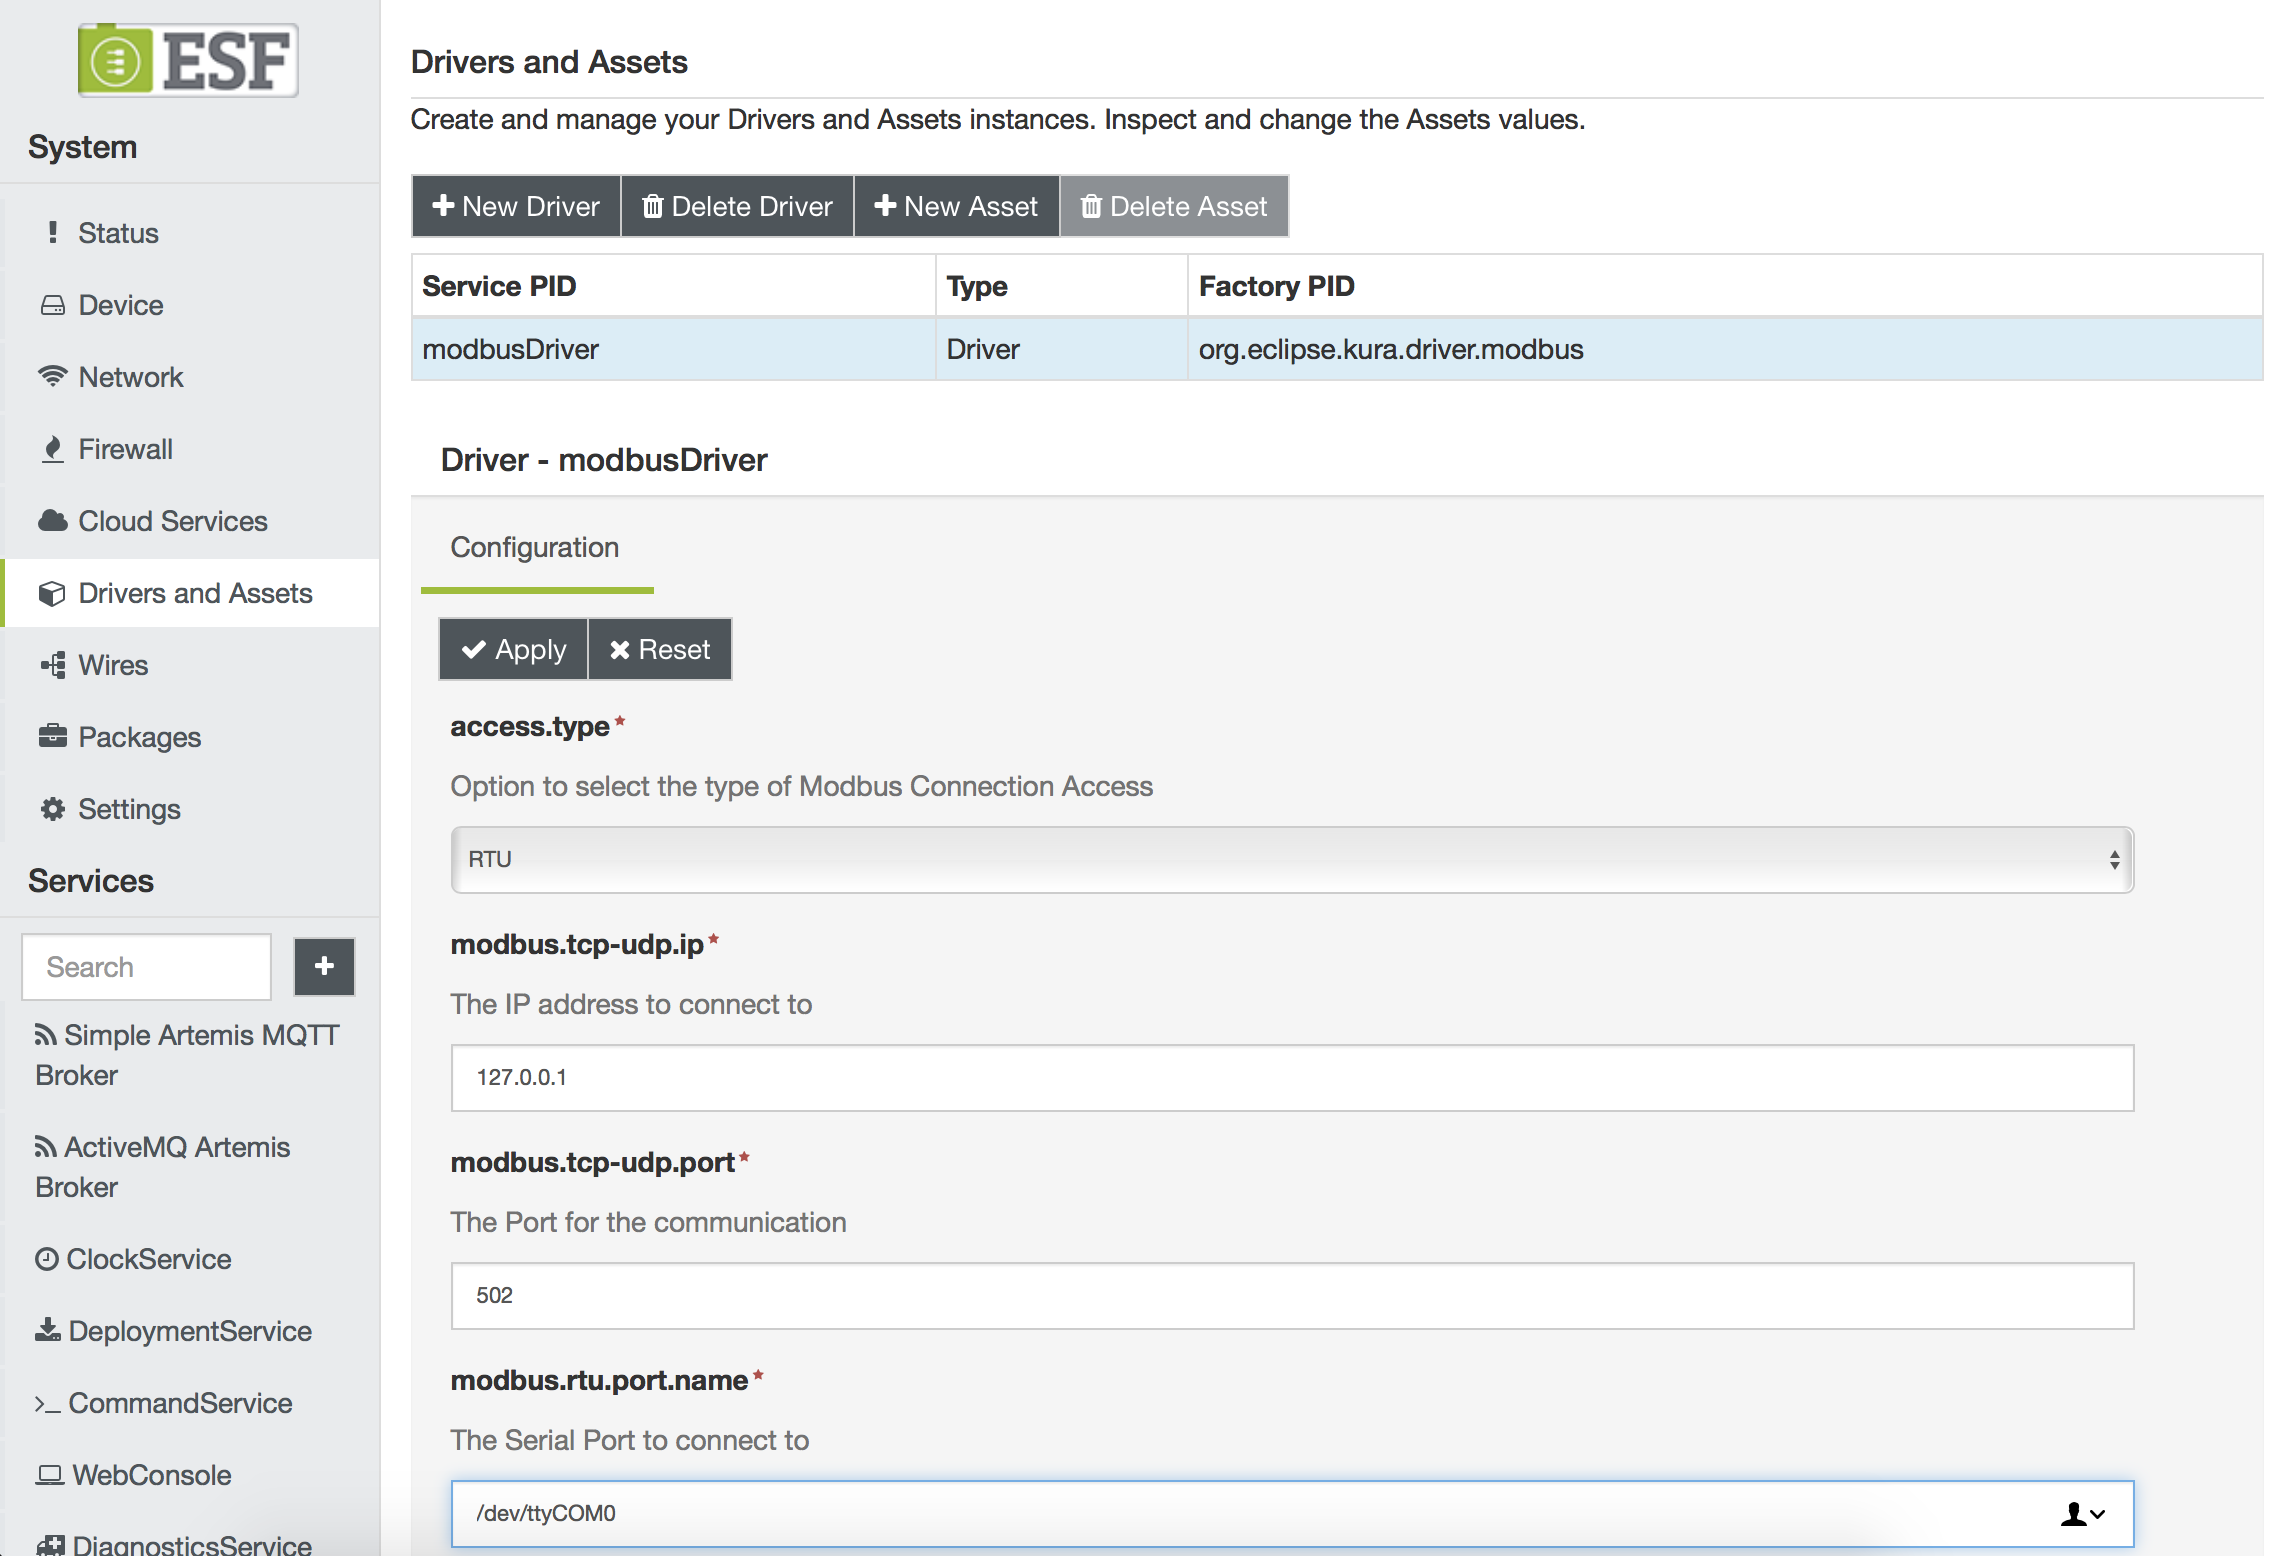 ESF
System
Status
Device
Network
Firewall
Cloud Services
Drivers and Assets
Wires
Packages
Settings
Services
Search
Simple Artemis MQTT
Broker
ActiveMQ Artemis
Broker
ClockService
DeploymentService
CommandService
WebConsole
DiagnosticsService
Drivers and Assets
Create and manage your Drivers and Assets instances. Inspect and change the Assets values.
New Driver Delete Driver New Asset Delete Asset
Service PID Type Factory PID
modbusDriver Driver org.eclipse.kura.driver.modbus
Driver - modbusDriver
Configuration
Apply Reset
access.type*
Option to select the type of Modbus Connection Access
RTU
modbus.tcp-udp.ip*
The IP address to connect to
127.0.0.1
modbus.tcp-udp.port*
The Port for the communication
502
modbus.rtu.port.name*
The Serial Port to connect to
/dev/ttyCOM0